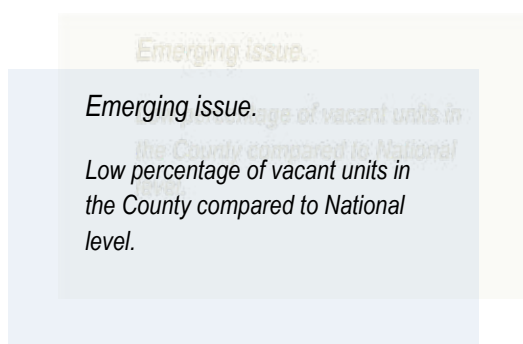 Emerging issue.
Low percentage of vacant units in
the County compared to National
level.